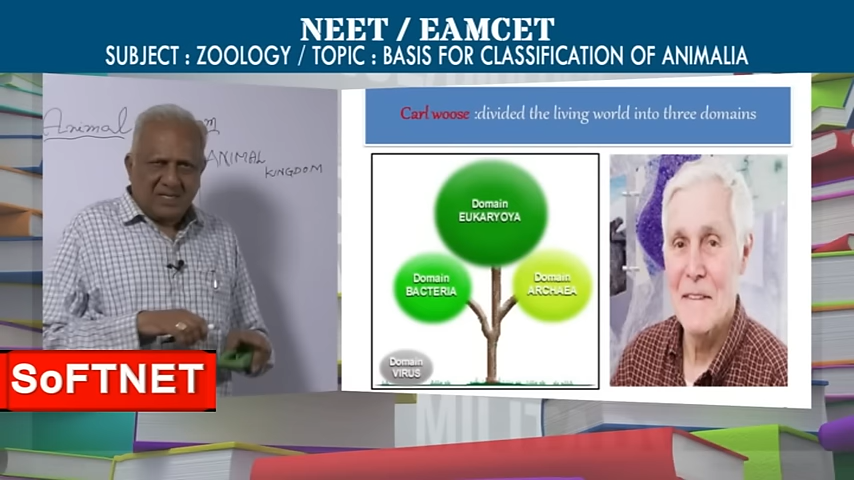 NEET / EAMCET
SUBJECT : ZOOLOGY / TOPIC : BASIS FOR CLASSIFICATION OF ANIMALIA
Animal
ANIMAL
KINGDOM
Carl woose :divided the living world into three domains
Domain
EUKARYOYA
Domain
BACTERIA
Domain
ARCHAEA
Domain
VIRUS
SoFTNET